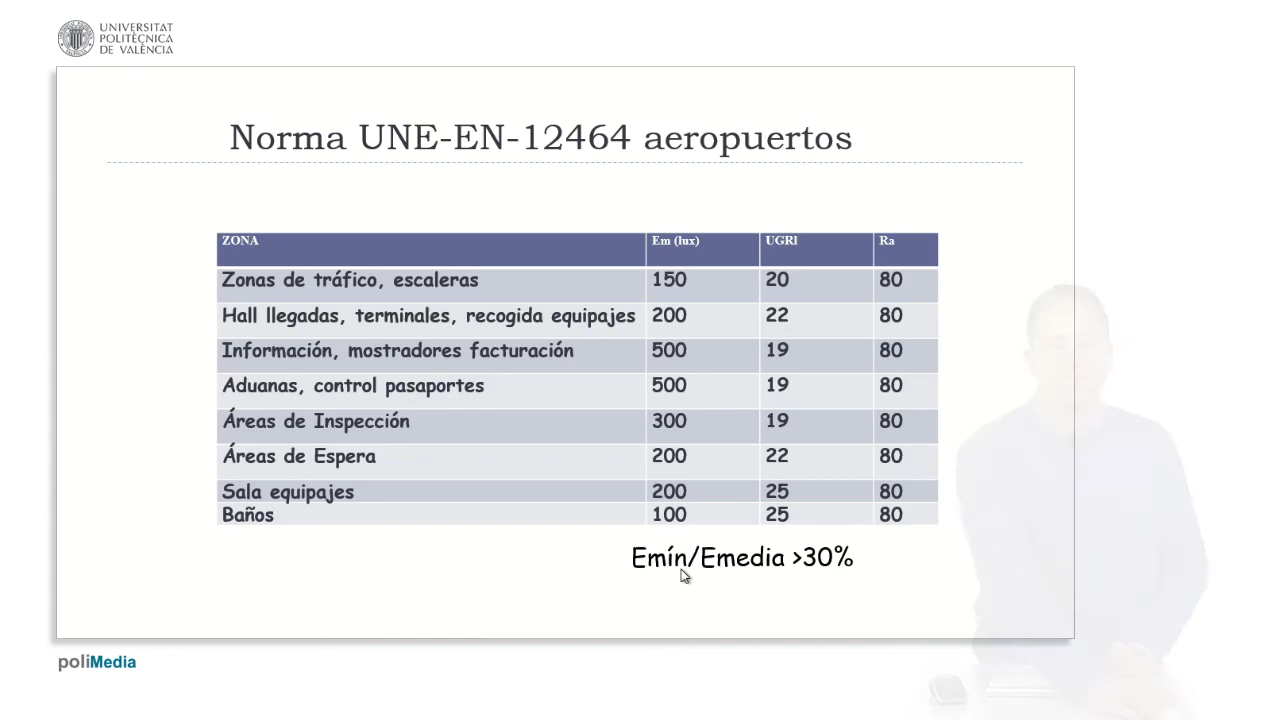 UNIVERSITAT
POLITÈCNICA
DE VALÈNCIA
Norma UNE-EN-12464 aeropuertos
ZONA Em (lux) UGRl Ra
Zonas de tráfico, escaleras 150 20 80
Hall llegadas, terminales, recogida equipajes 200 22 80
Información, mostradores facturación 500 19 80
Aduanas, control pasaportes 500 19 80
Áreas de Inspección 300 19 80
Áreas de Espera 200 22 80
Sala equipajes 200 25 80
Baños 100 25 80
Emín/Emedia >30%
poliMedia